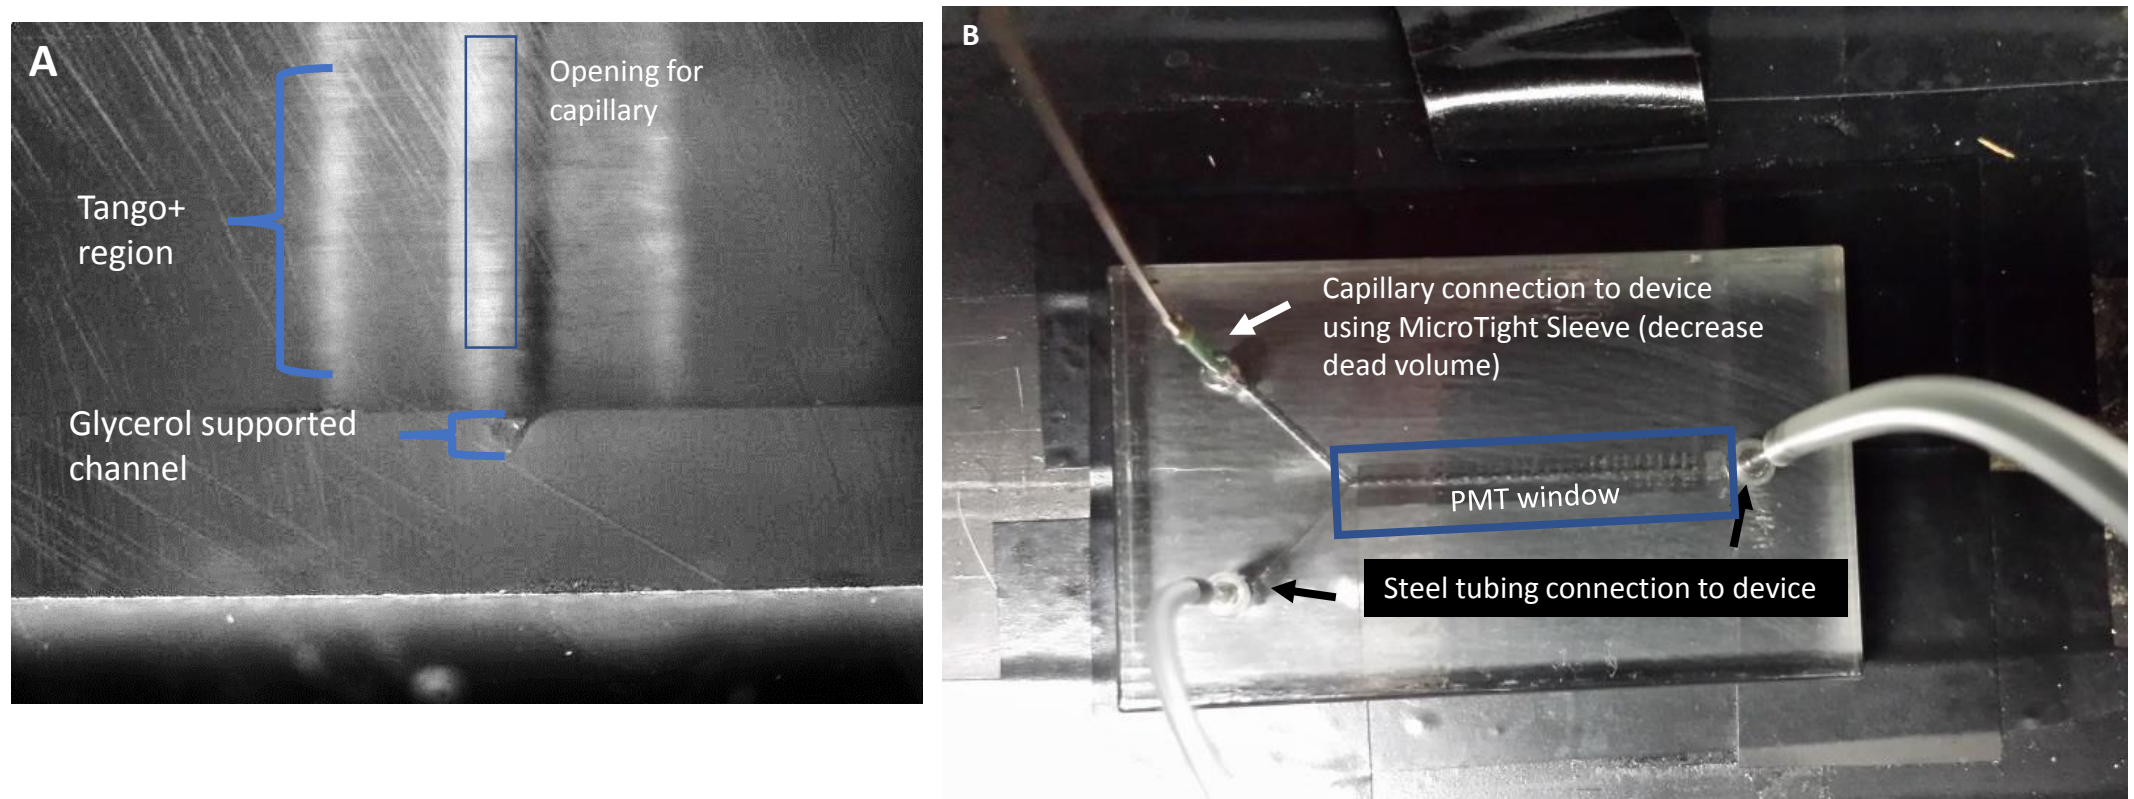 A
Opening for
capillary
Tango+
region
Glycerol supported
channel
B
Capillary connection to device
using MicroTight Sleeve (decrease
dead volume)
PMT window
Steel tubing connection to device